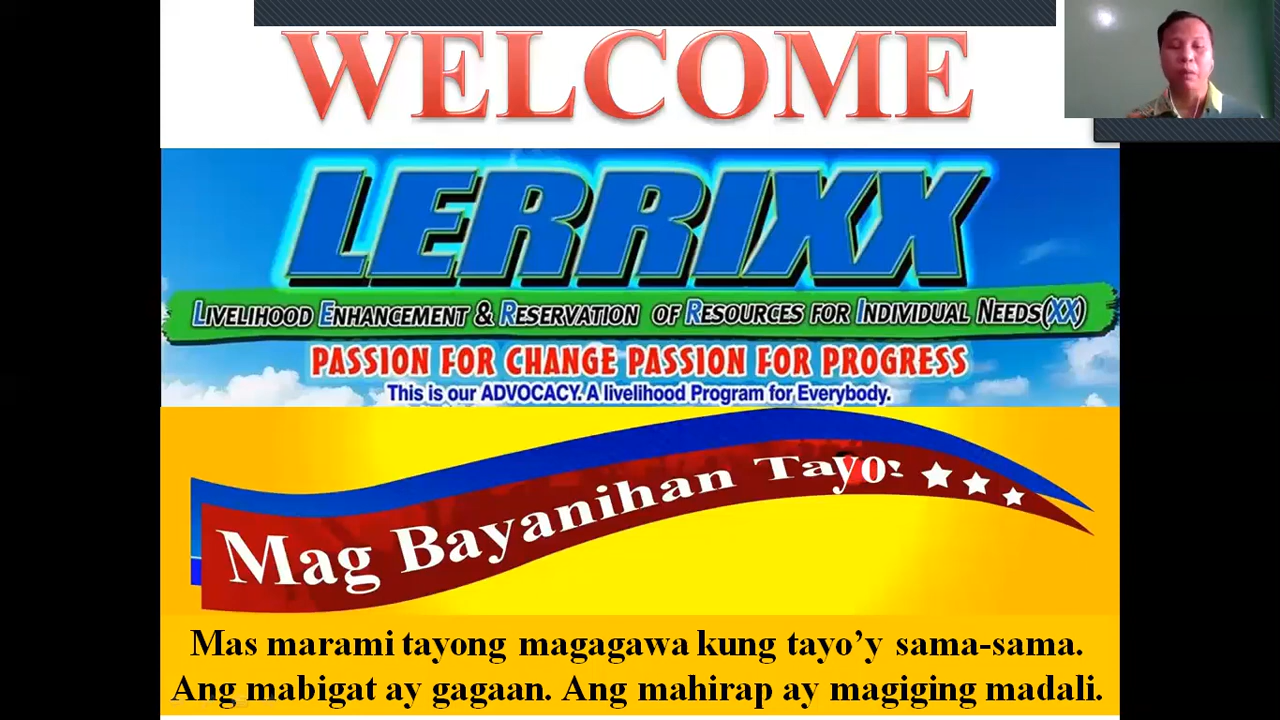 WELCOME
LERRIXX
LIVELIHOOD ENHANCEMENT & RESERVATION OF RESOURCES FOR INDIVIDUAL NEEDS(XX)
PASSION FOR CHANGE PASSION FOR PROGRESS
This is our ADVOCACY. A livelihood Program for Everybody.
Mag Bayanihan Tayo!
Mas marami tayong magagawa kung tayo’y sama-sama.
Ang mabigat ay gagaan. Ang mahirap ay magiging madali.